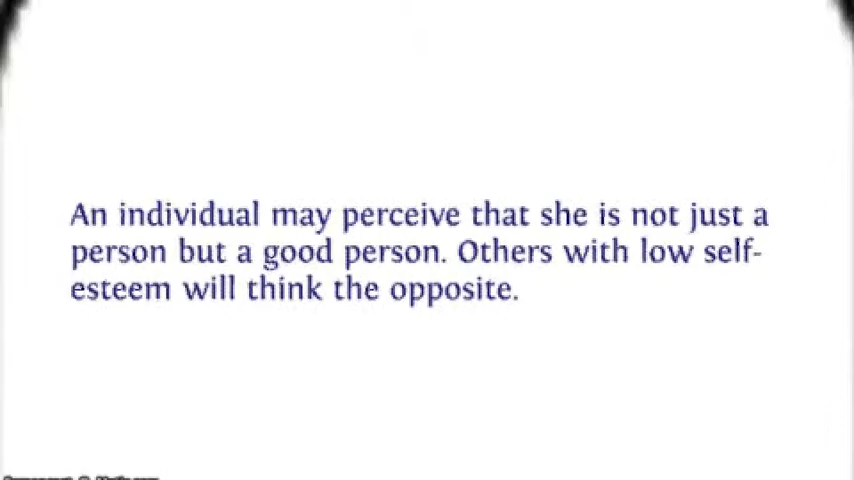 An individual may perceive that she is not just a
person but a good person. Others with low self-
esteem will think the opposite.